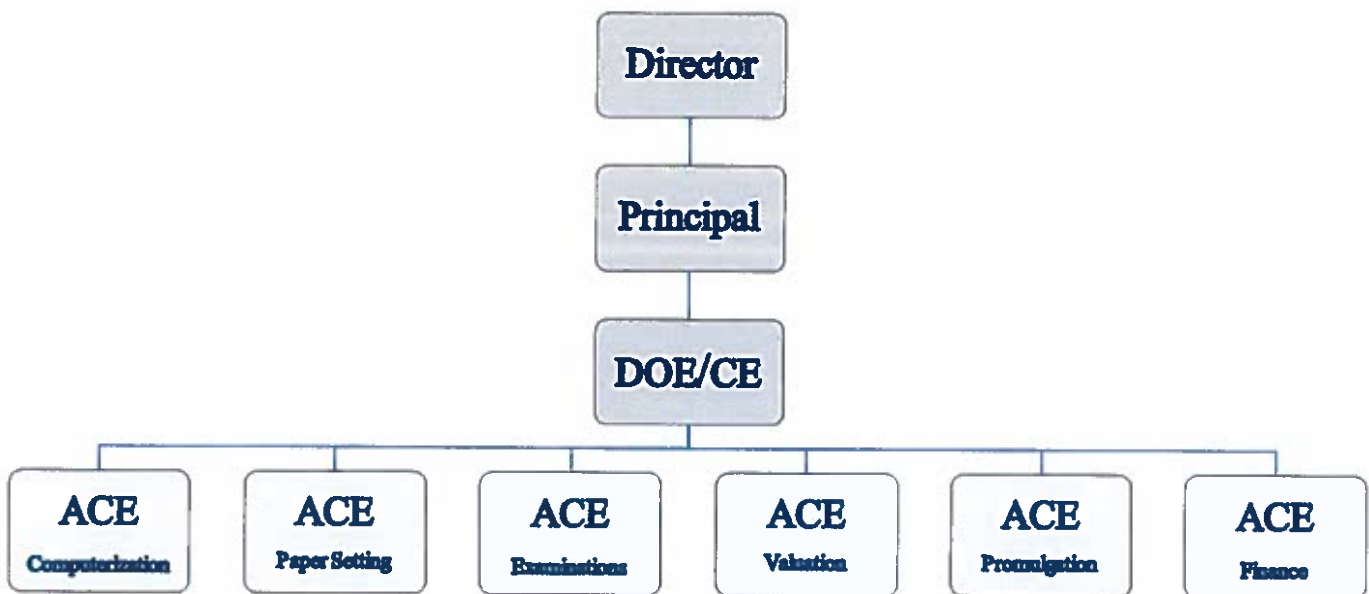 Director
Principal
DOE/CE
ACE
Computerization
ACE
Paper Setting
ACE
Examinations
ACE
Valuation
ACE
Promulgation
ACE
Finance